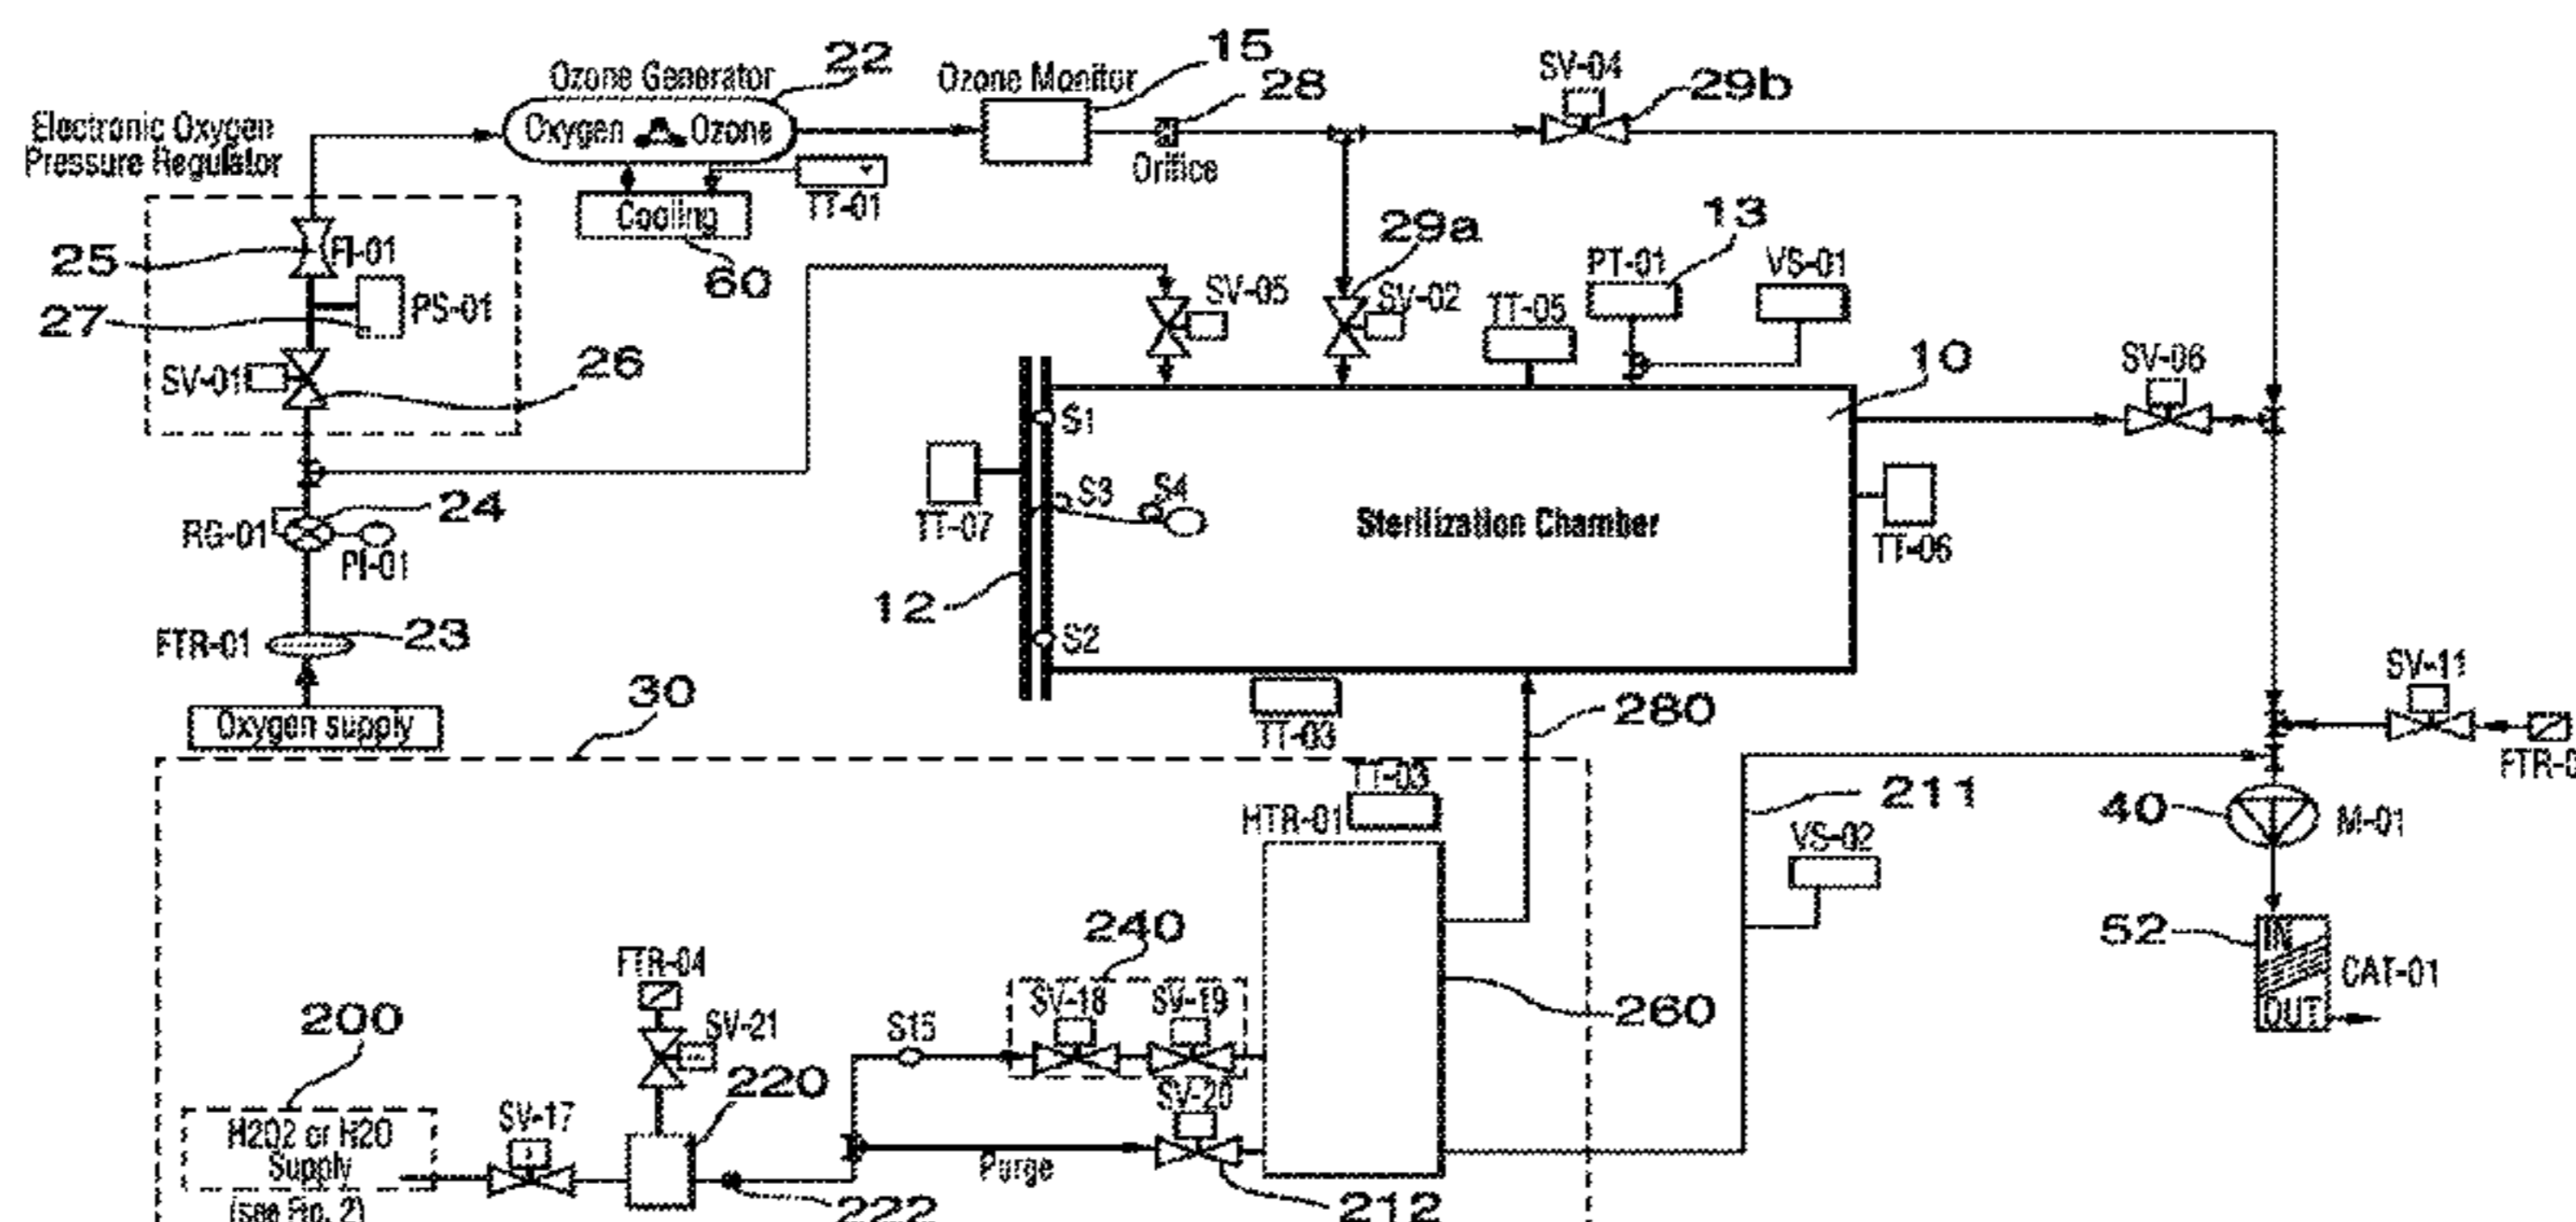 22
15
SV-04
Ozone Generator
Ozone Monitor
28
29b
Electronic Oxygen
Pressure Regulator
Oxygen
Ozone
Orifice
Cooling
TT-01
60
25
FI-01
29a
13
PT-01
VS-01
27
PS-01
SV-05
SV-02
TT-05
SV-01
26
10
SV-06
S1
24
S3
S4
RG-01
TT-07
Sterilization Chamber
PI-01
TT-06
12
FTR-01
23
S2
SV-11
30
280
Oxygen supply
TT-03
TT-03
HTR-01
211
40
M-01
VS-02
240
52
IN
CAT-01
OUT
FTR-04
SV-18
SV-19
260
200
S15
SV-21
220
SV-20
H2O2 or H2O
Supply
(see Fig. 2)
SV-17
Purge
222
212